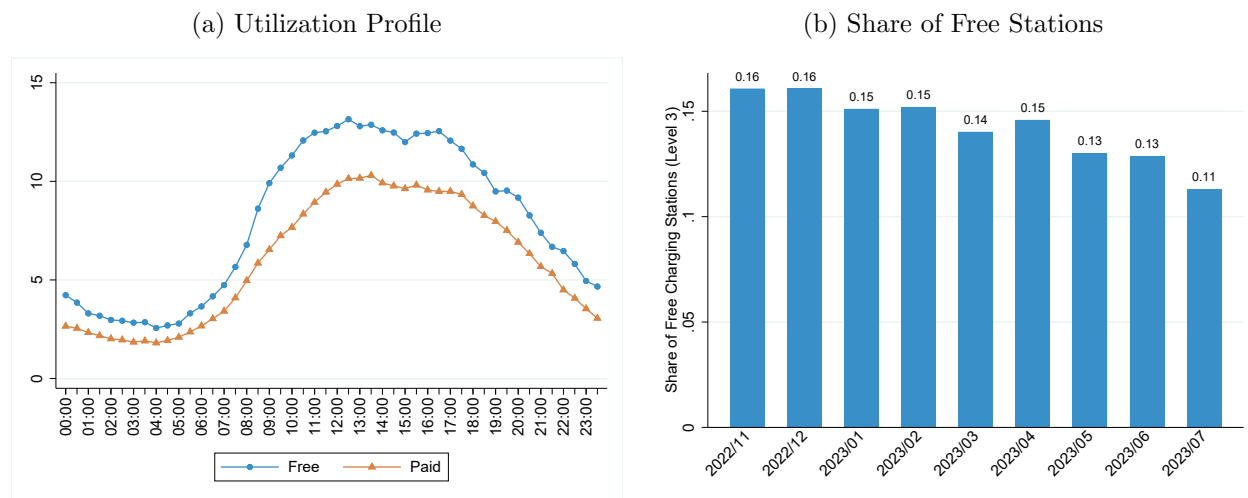 (a) Utilization Profile
15
10
5
0
00:00 01:00 02:00 03:00 04:00 05:00 06:00 07:00 08:00 09:00 10:00 11:00 12:00 13:00 14:00 15:00 16:00 17:00 18:00 19:00 20:00 21:00 22:00 23:00
Free Paid
(b) Share of Free Stations
Share of Free Charging Stations (Level 3)
.15
.1
.05
0
0.16 0.16 0.15 0.15 0.14 0.15 0.13 0.13 0.11
2022/11 2022/12 2023/01 2023/02 2023/03 2023/04 2023/05 2023/06 2023/07